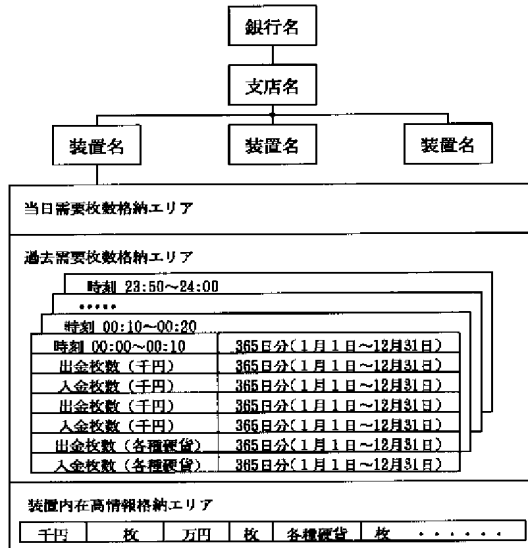 銀行名
支店名
装置名 装置名 装置名
当日需要枚数格納エリア
過去需要枚数格納エリア
時刻 23:50～24:00
・・・・・
時刻 00:10～00:20
時刻 00:00～00:10 365日分(1月1日～12月31日)
出金枚数(千円) 365日分(1月1日～12月31日)
入金枚数(千円) 365日分(1月1日～12月31日)
出金枚数(千円) 365日分(1月1日～12月31日)
入金枚数(千円) 365日分(1月1日～12月31日)
出金枚数(各種硬貨) 365日分(1月1日～12月31日)
入金枚数(各種硬貨) 365日分(1月1日～12月31日)
装置内在高情報格納エリア
千円 枚 万円 枚 各種硬貨 枚 ・・・・・・